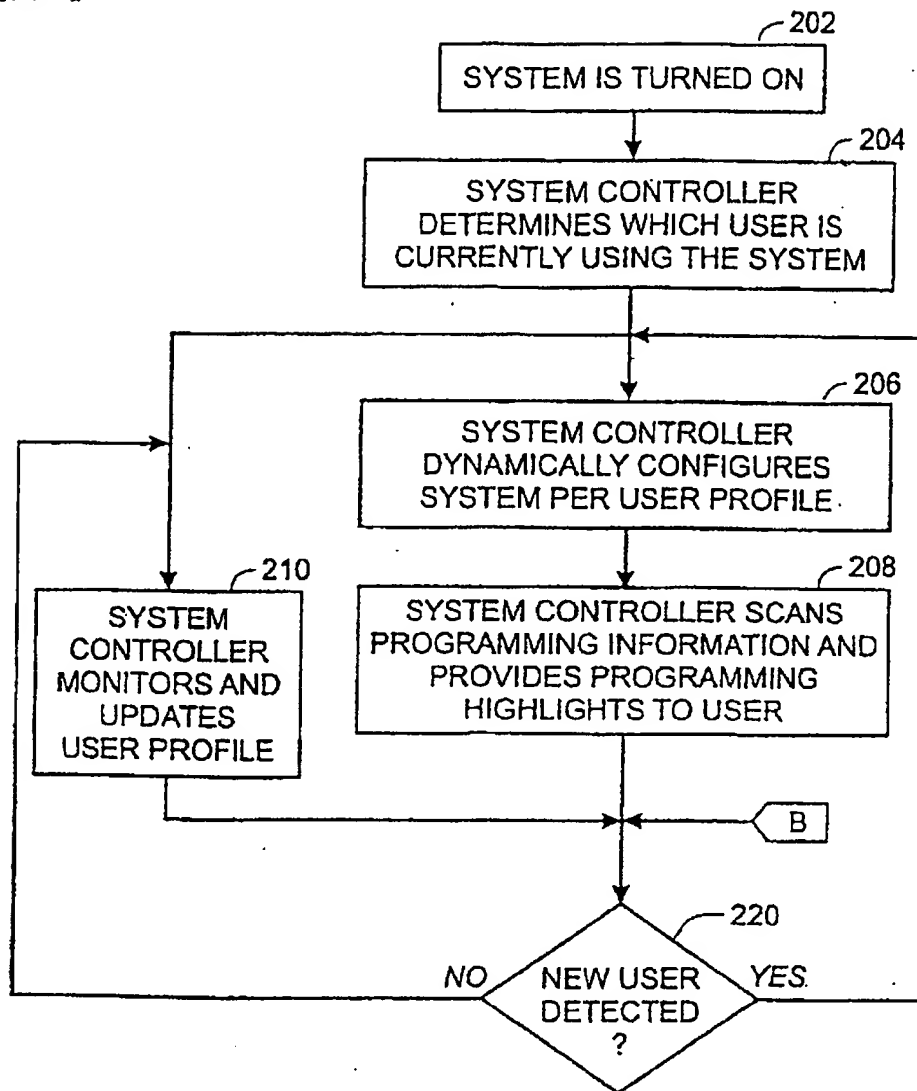 202
SYSTEM IS TURNED ON
204
SYSTEM CONTROLLER
DETERMINES WHICH USER IS
CURRENTLY USING THE SYSTEM
206
SYSTEM CONTROLLER
DYNAMICALLY CONFIGURES
SYSTEM PER USER PROFILE
210
SYSTEM
CONTROLLER
MONITORS AND
UPDATES
USER PROFILE
208
SYSTEM CONTROLLER SCANS
PROGRAMMING INFORMATION AND
PROVIDES PROGRAMMING
HIGHLIGHTS TO USER
B
220
NO
NEW USER
DETECTED
?
YES